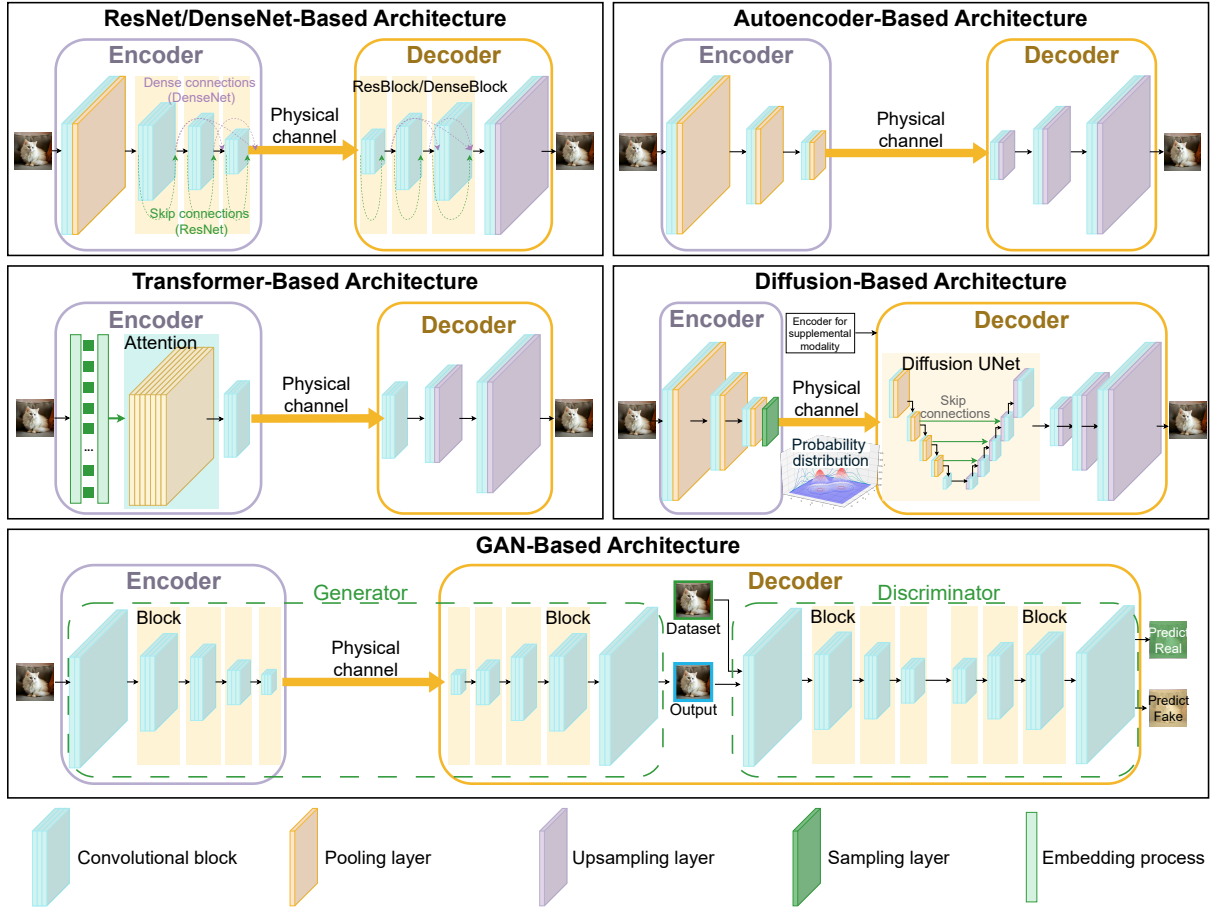 ResNet/DenseNet-Based Architecture
Encoder
Decoder
Dense connections
(DenseNet)
ResBlock/DenseBlock
Physical
channel
Skip connections
(ResNet)
Autoencoder-Based Architecture
Encoder
Decoder
Physical
channel
Transformer-Based Architecture
Encoder
Attention
Decoder
Physical
channel
...
Diffusion-Based Architecture
Encoder
Encoder for
supplemental
modality
Decoder
Diffusion UNet
Physical
channel
Skip
connections
Probability
distribution
GAN-Based Architecture
Encoder
Decoder
Generator
Discriminator
Block
Block
Block
Block
Physical
channel
Dataset
Output
Predict
Real
Predict
Fake
Convolutional block
Pooling layer
Upsampling layer
Sampling layer
Embedding process